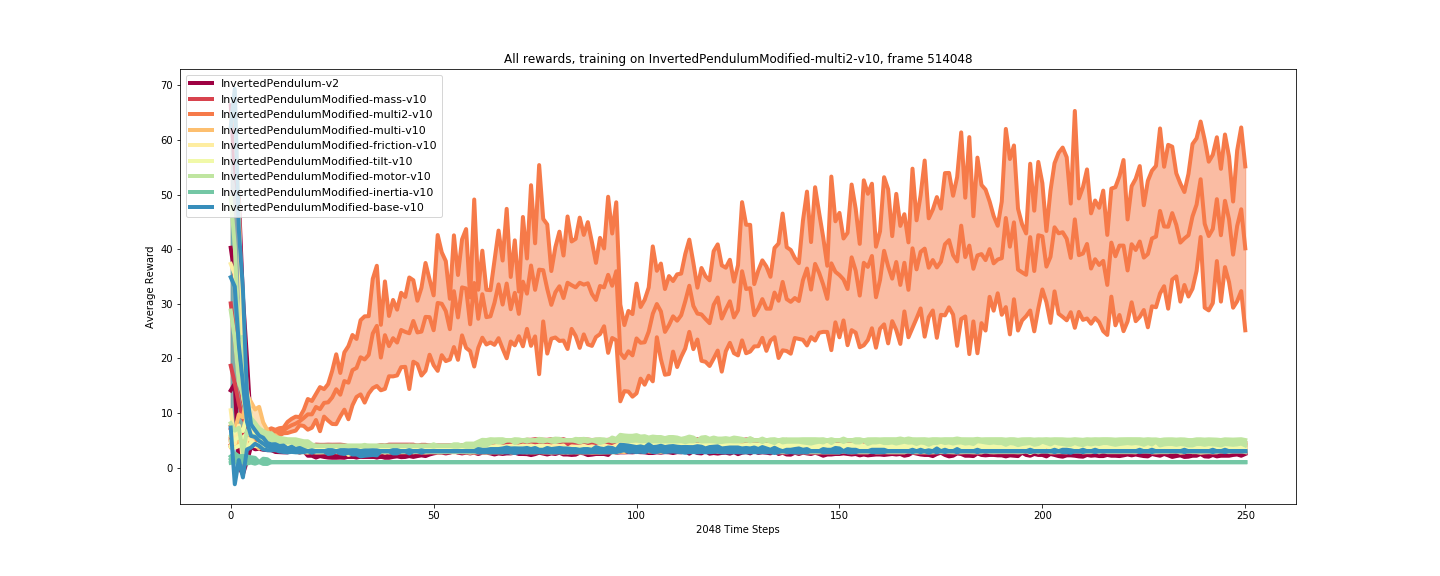 All rewards, training on InvertedPendulumModified-multi2-v10, frame 514048
InvertedPendulum-v2
InvertedPendulumModified-mass-v10
InvertedPendulumModified-multi2-v10
InvertedPendulumModified-multi-v10
InvertedPendulumModified-friction-v10
InvertedPendulumModified-tilt-v10
InvertedPendulumModified-motor-v10
InvertedPendulumModified-inertia-v10
InvertedPendulumModified-base-v10
70
60
50
40
30
20
10
0
Average Reward
0 50 100 150 200 250
2048 Time Steps